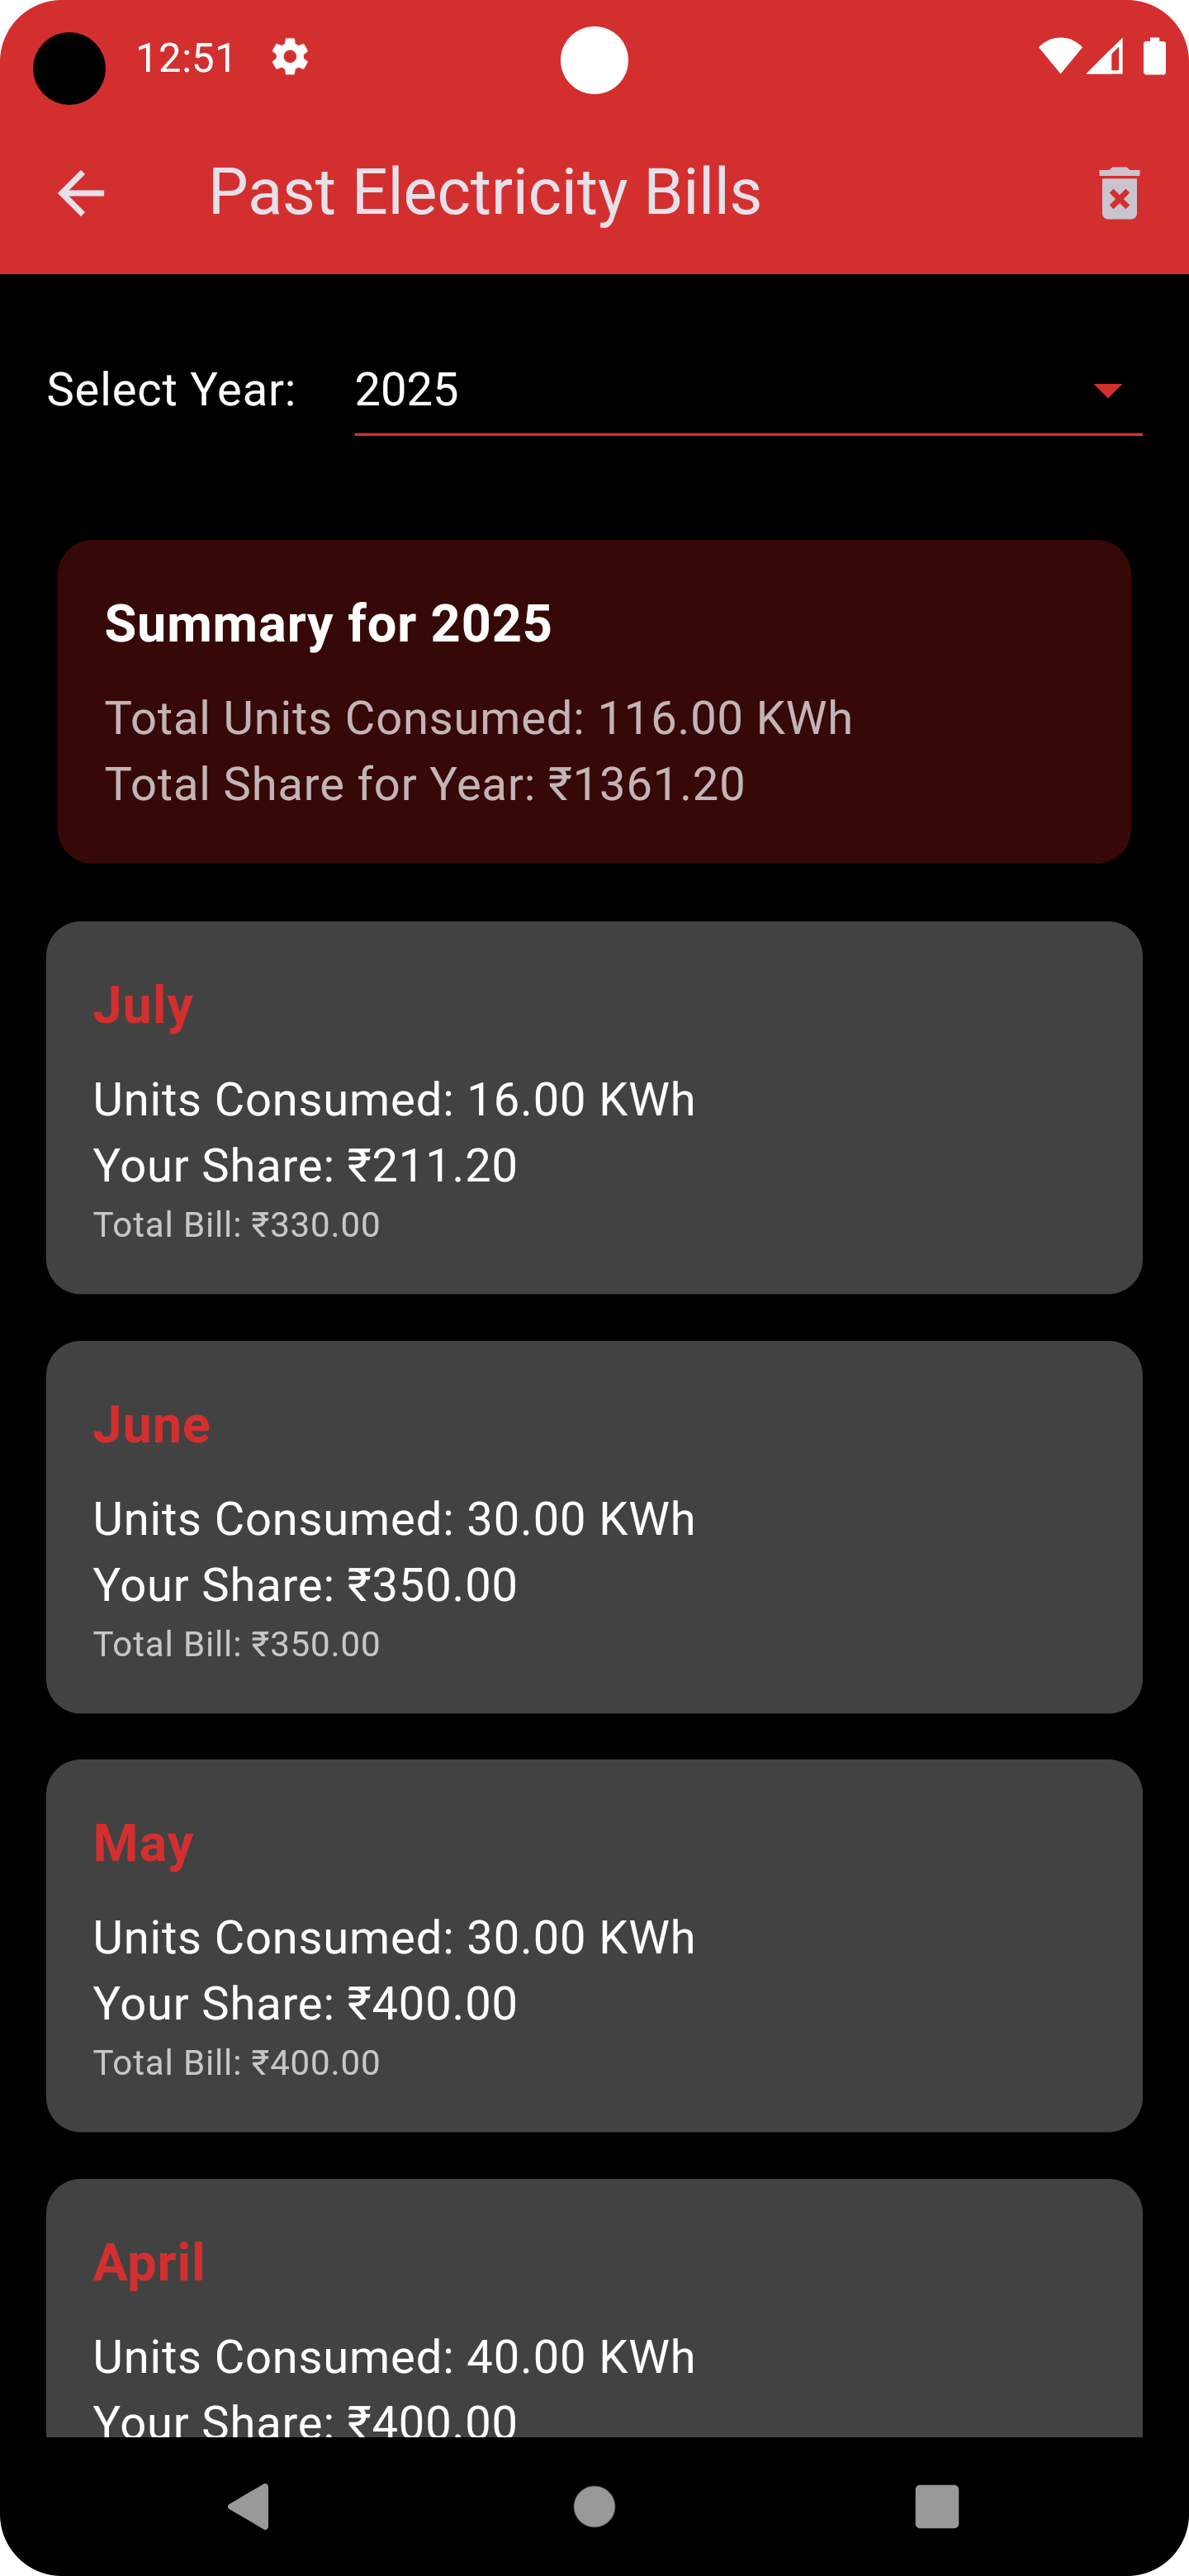 12:51
Past Electricity Bills
Select Year: 2025
Summary for 2025
Total Units Consumed: 116.00 KWh
Total Share for Year: ₹1361.20
July
Units Consumed: 16.00 KWh
Your Share: ₹211.20
Total Bill: ₹330.00
June
Units Consumed: 30.00 KWh
Your Share: ₹350.00
Total Bill: ₹350.00
May
Units Consumed: 30.00 KWh
Your Share: ₹400.00
Total Bill: ₹400.00
April
Units Consumed: 40.00 KWh
Your Share: ₹400.00